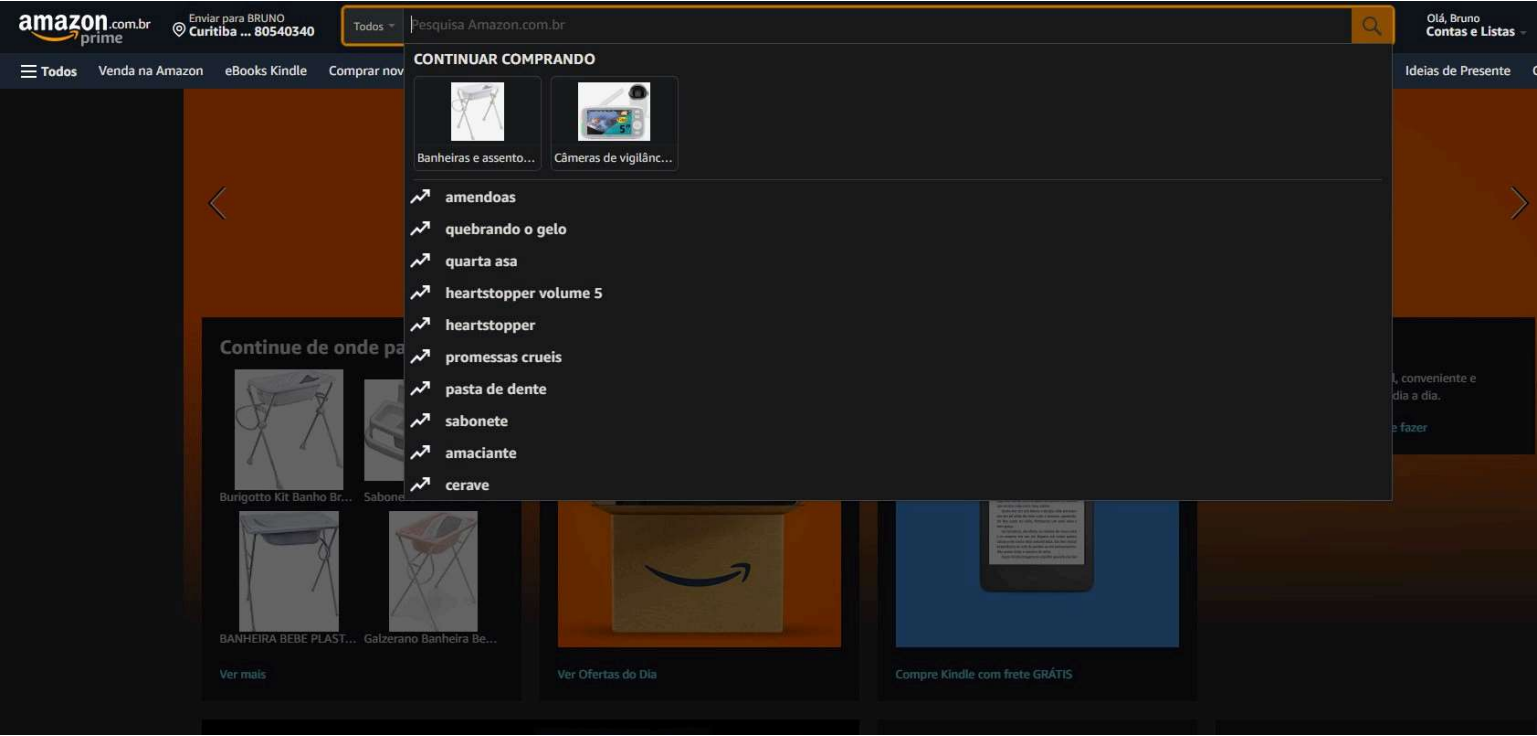 amazon.com.br
prime
Enviar para BRUNO
Curitiba ... 80540340
Todos
Pesquisa Amazon.com.br
Olá, Bruno
Contas e Listas
Todos
Venda na Amazon
eBooks Kindle
Comprar nov
Ideias de Presente
CONTINUAR COMPRANDO
5"
Banheiras e assento...
Câmeras de vigilânc...
amendoas
quebrando o gelo
quarta asa
heartstopper volume 5
heartstopper
promessas crueis
pasta de dente
sabonete
amaciante
cerave
Continue de onde pa
Burigotto Kit Banho Br...
Sabone
BANHEIRA BEBE PLAST...
Galzerano Banheira Be...
Ver mais
Ver Ofertas do Dia
Compre Kindle com frete GRÁTIS
, conveniente e
dia a dia.
e fazer